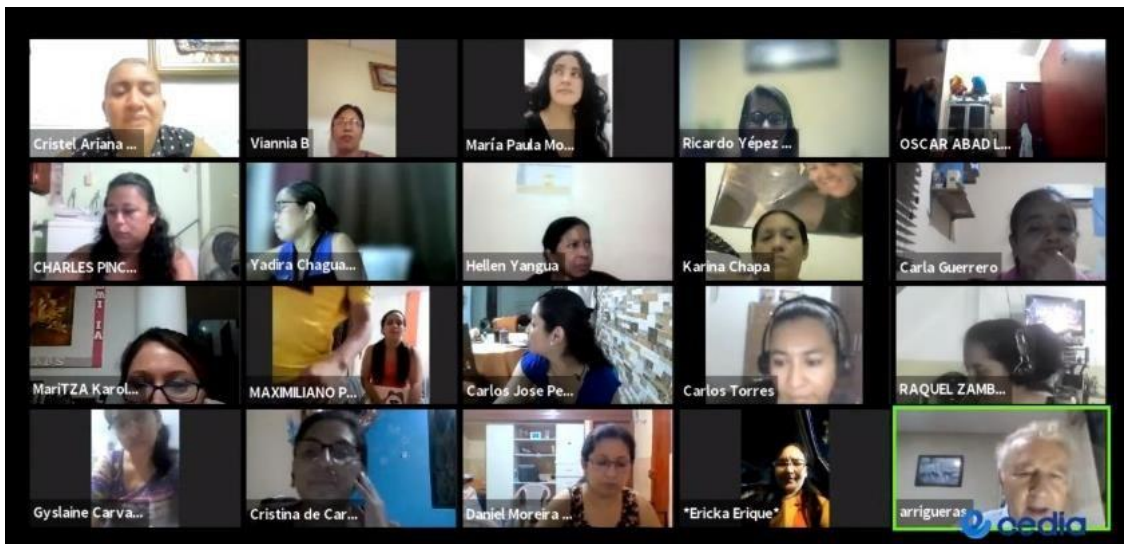 Cristel Ariana ...
Viannia B
María Paula Mo...
Ricardo Yépez ...
OSCAR ABAD L...
CHARLES PINC...
Yadira Chagua...
Hellen Yangua
Karina Chapa
Carla Guerrero
MariTZA Karol...
MAXIMILIANO P...
Carlos Jose Pe...
Carlos Torres
RAQUEL ZAMB...
Gyslaine Carva...
Cristina de Car...
Daniel Moreira ...
*Ericka Erique*
arrigueras
cedia